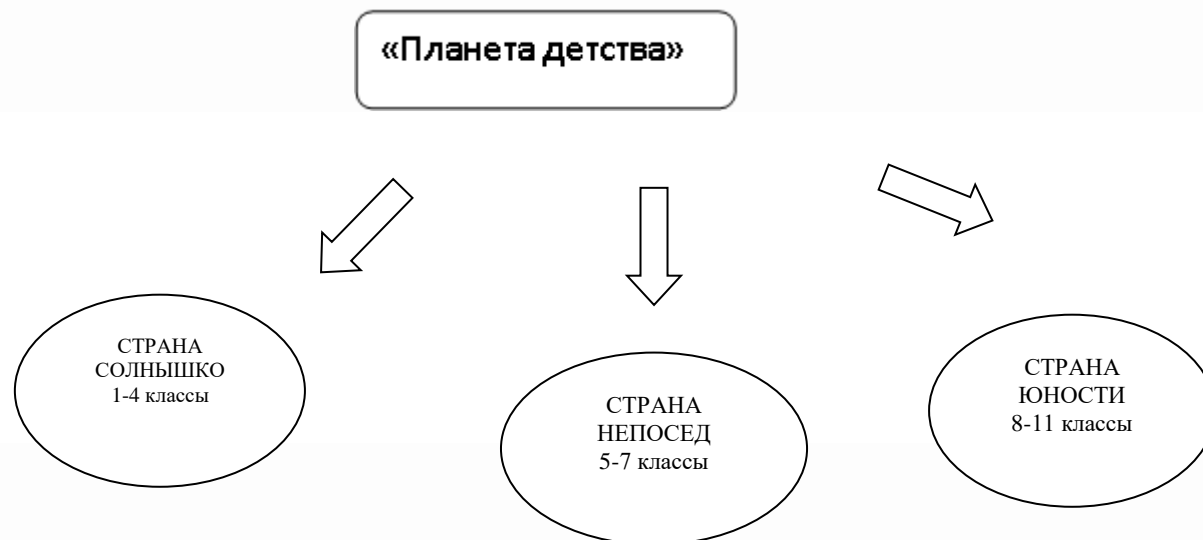 «Планета детства»
СТРАНА
СОЛНЫШКО
1-4 классы
СТРАНА
НЕПОСЕД
5-7 классы
СТРАНА
ЮНОСТИ
8-11 классы